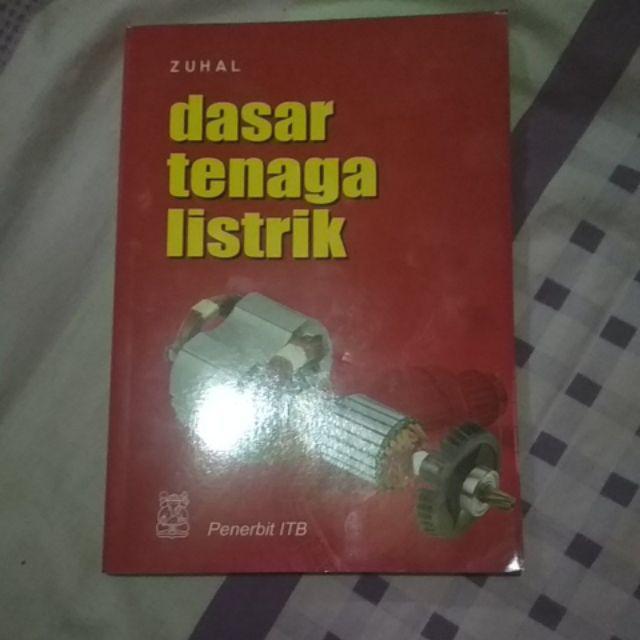 ZUHAL
dasar
tenaga
listrik
Penerbit ITB